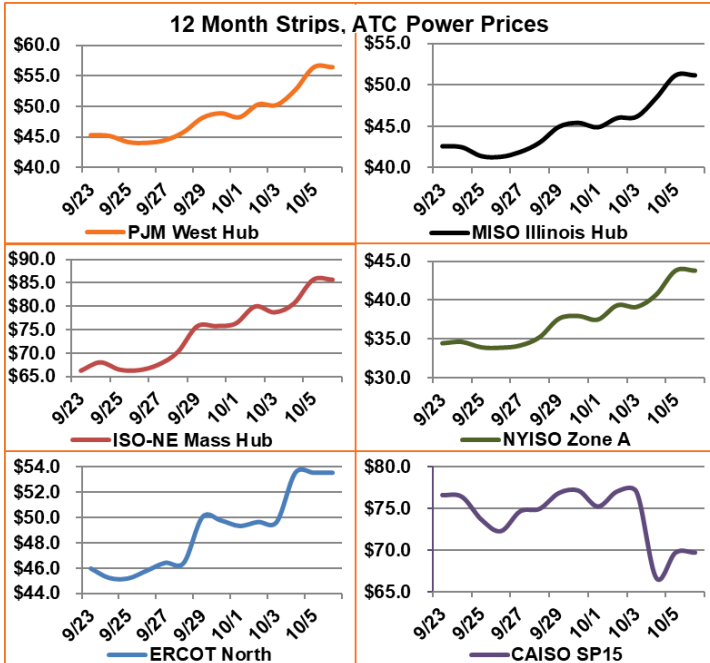 12 Month Strips, ATC Power Prices
$60.0
$55.0
$50.0
$45.0
$40.0
9/23 9/25 9/27 9/29 10/1 10/3 10/5
PJM West Hub
$55.0
$50.0
$45.0
$40.0
9/23 9/25 9/27 9/29 10/1 10/3 10/5
MISO Illinois Hub
$90.0
$85.0
$80.0
$75.0
$70.0
$65.0
9/23 9/25 9/27 9/29 10/1 10/3 10/5
ISO-NE Mass Hub
$45.0
$40.0
$35.0
$30.0
9/23 9/25 9/27 9/29 10/1 10/3 10/5
NYISO Zone A
$54.0
$52.0
$50.0
$48.0
$46.0
$44.0
9/23 9/25 9/27 9/29 10/1 10/3 10/5
ERCOT North
$80.0
$75.0
$70.0
$65.0
9/23 9/25 9/27 9/29 10/1 10/3 10/5
CAISO SP15